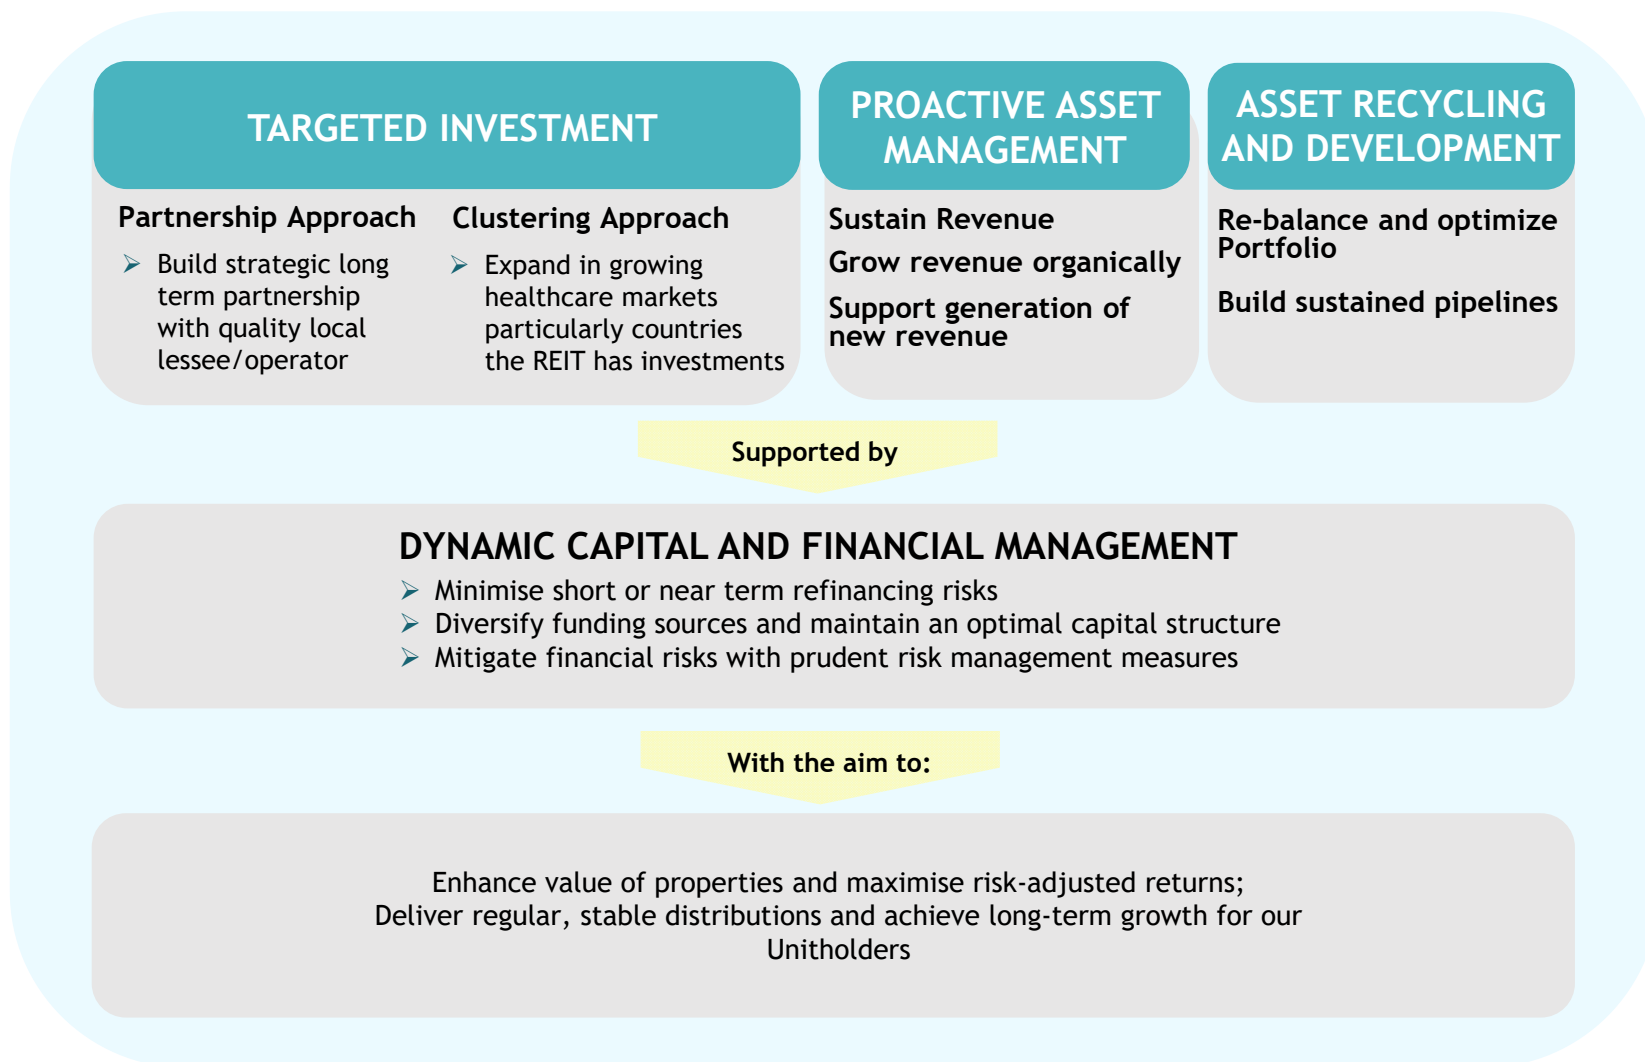 TARGETED INVESTMENT
Partnership Approach
➢ Build strategic long
term partnership
with quality local
lessee/operator
Clustering Approach
➢ Expand in growing
healthcare markets
particularly countries
the REIT has investments
PROACTIVE ASSET
MANAGEMENT
Sustain Revenue
Grow revenue organically
Support generation of
new revenue
ASSET RECYCLING
AND DEVELOPMENT
Re-balance and optimize
Portfolio
Build sustained pipelines
Supported by
DYNAMIC CAPITAL AND FINANCIAL MANAGEMENT
➢ Minimise short or near term refinancing risks
➢ Diversify funding sources and maintain an optimal capital structure
➢ Mitigate financial risks with prudent risk management measures
With the aim to:
Enhance value of properties and maximise risk-adjusted returns;
Deliver regular, stable distributions and achieve long-term growth for our
Unitholders